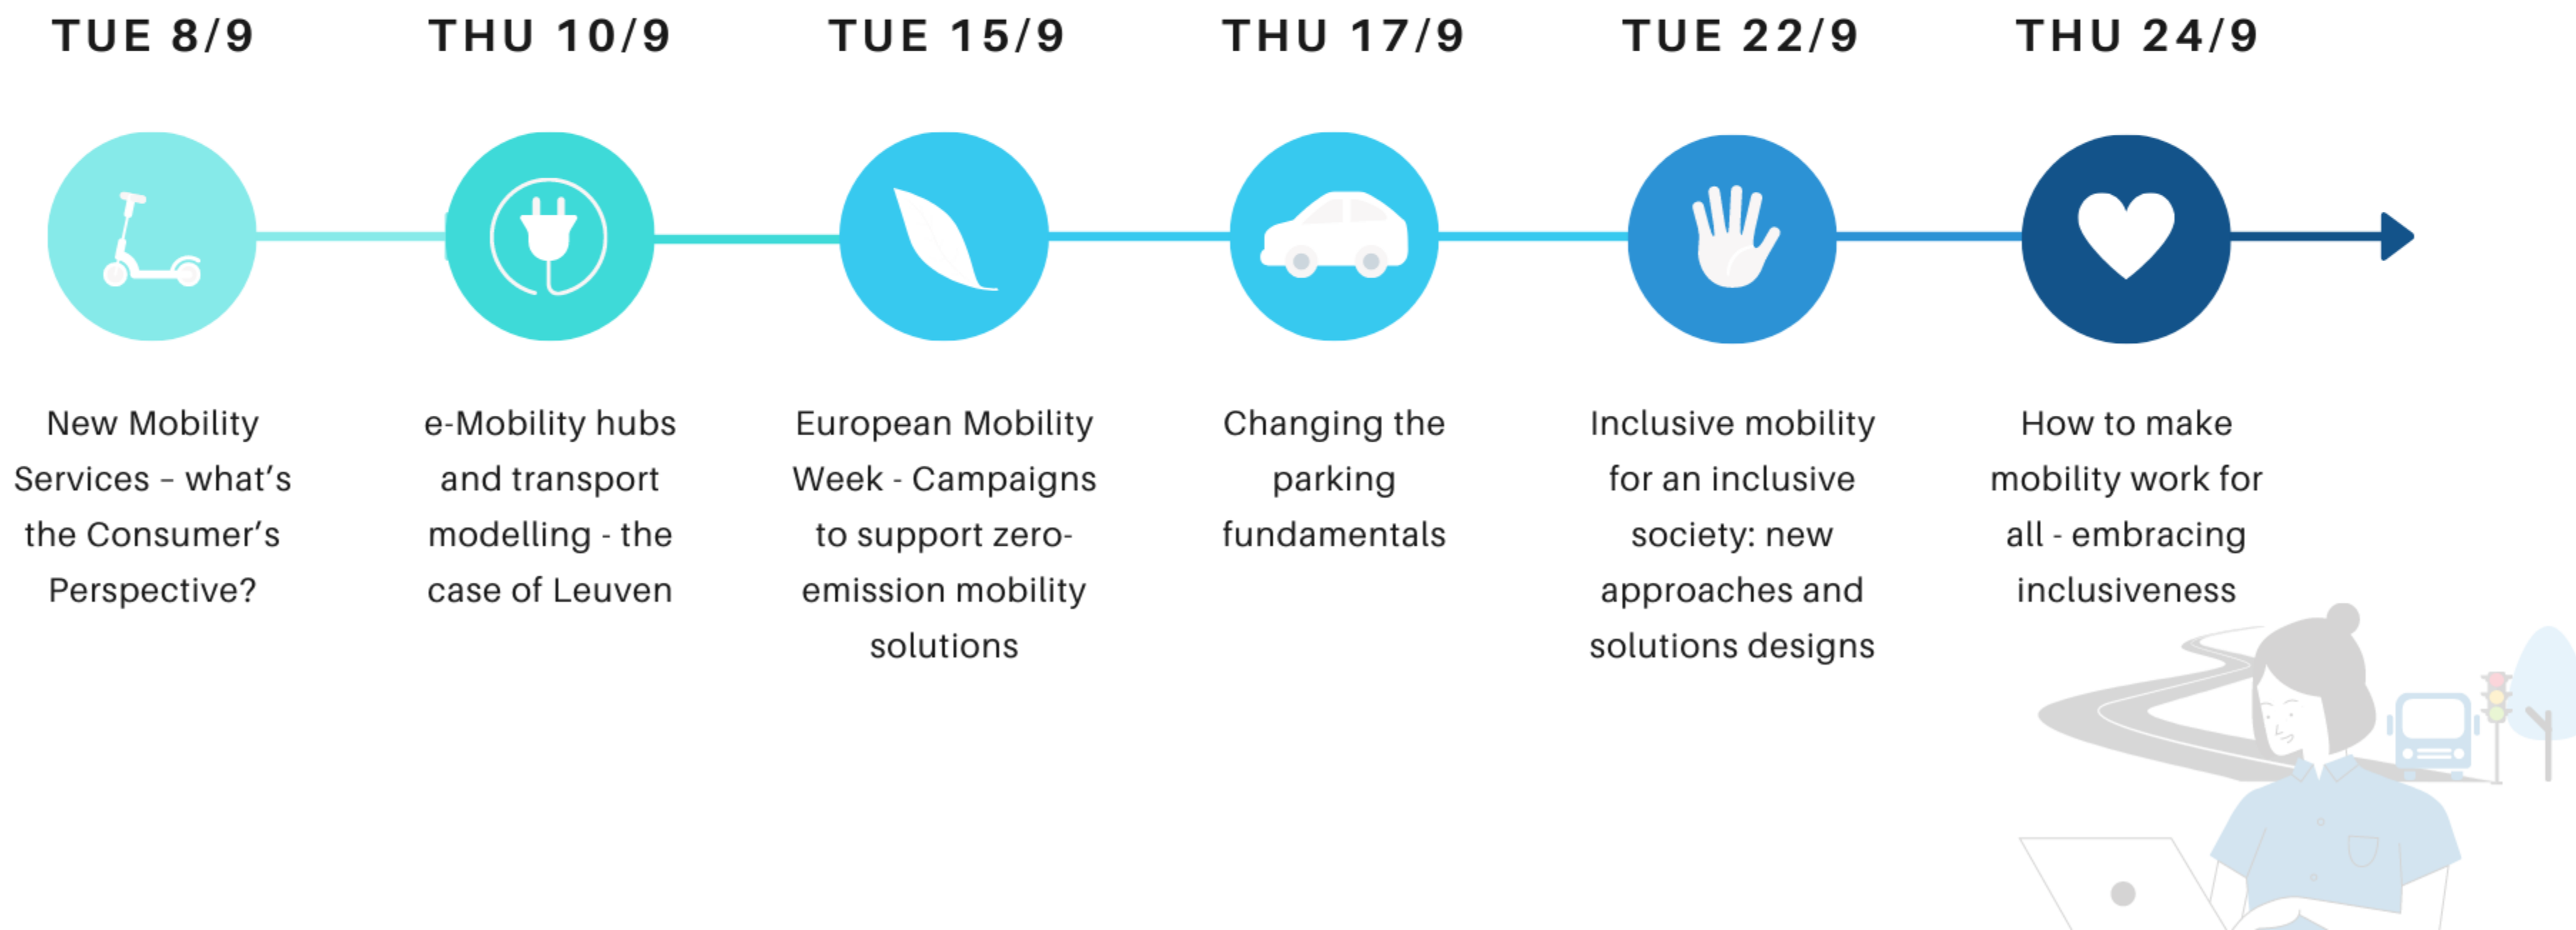 TUE 8/9
THU 10/9
TUE 15/9
THU 17/9
TUE 22/9
THU 24/9
New Mobility
Services – what’s
the Consumer’s
Perspective?
e-Mobility hubs
and transport
modelling - the
case of Leuven
European Mobility
Week - Campaigns
to support zero-
emission mobility
solutions
Changing the
parking
fundamentals
Inclusive mobility
for an inclusive
society: new
approaches and
solutions designs
How to make
mobility work for
all - embracing
inclusiveness